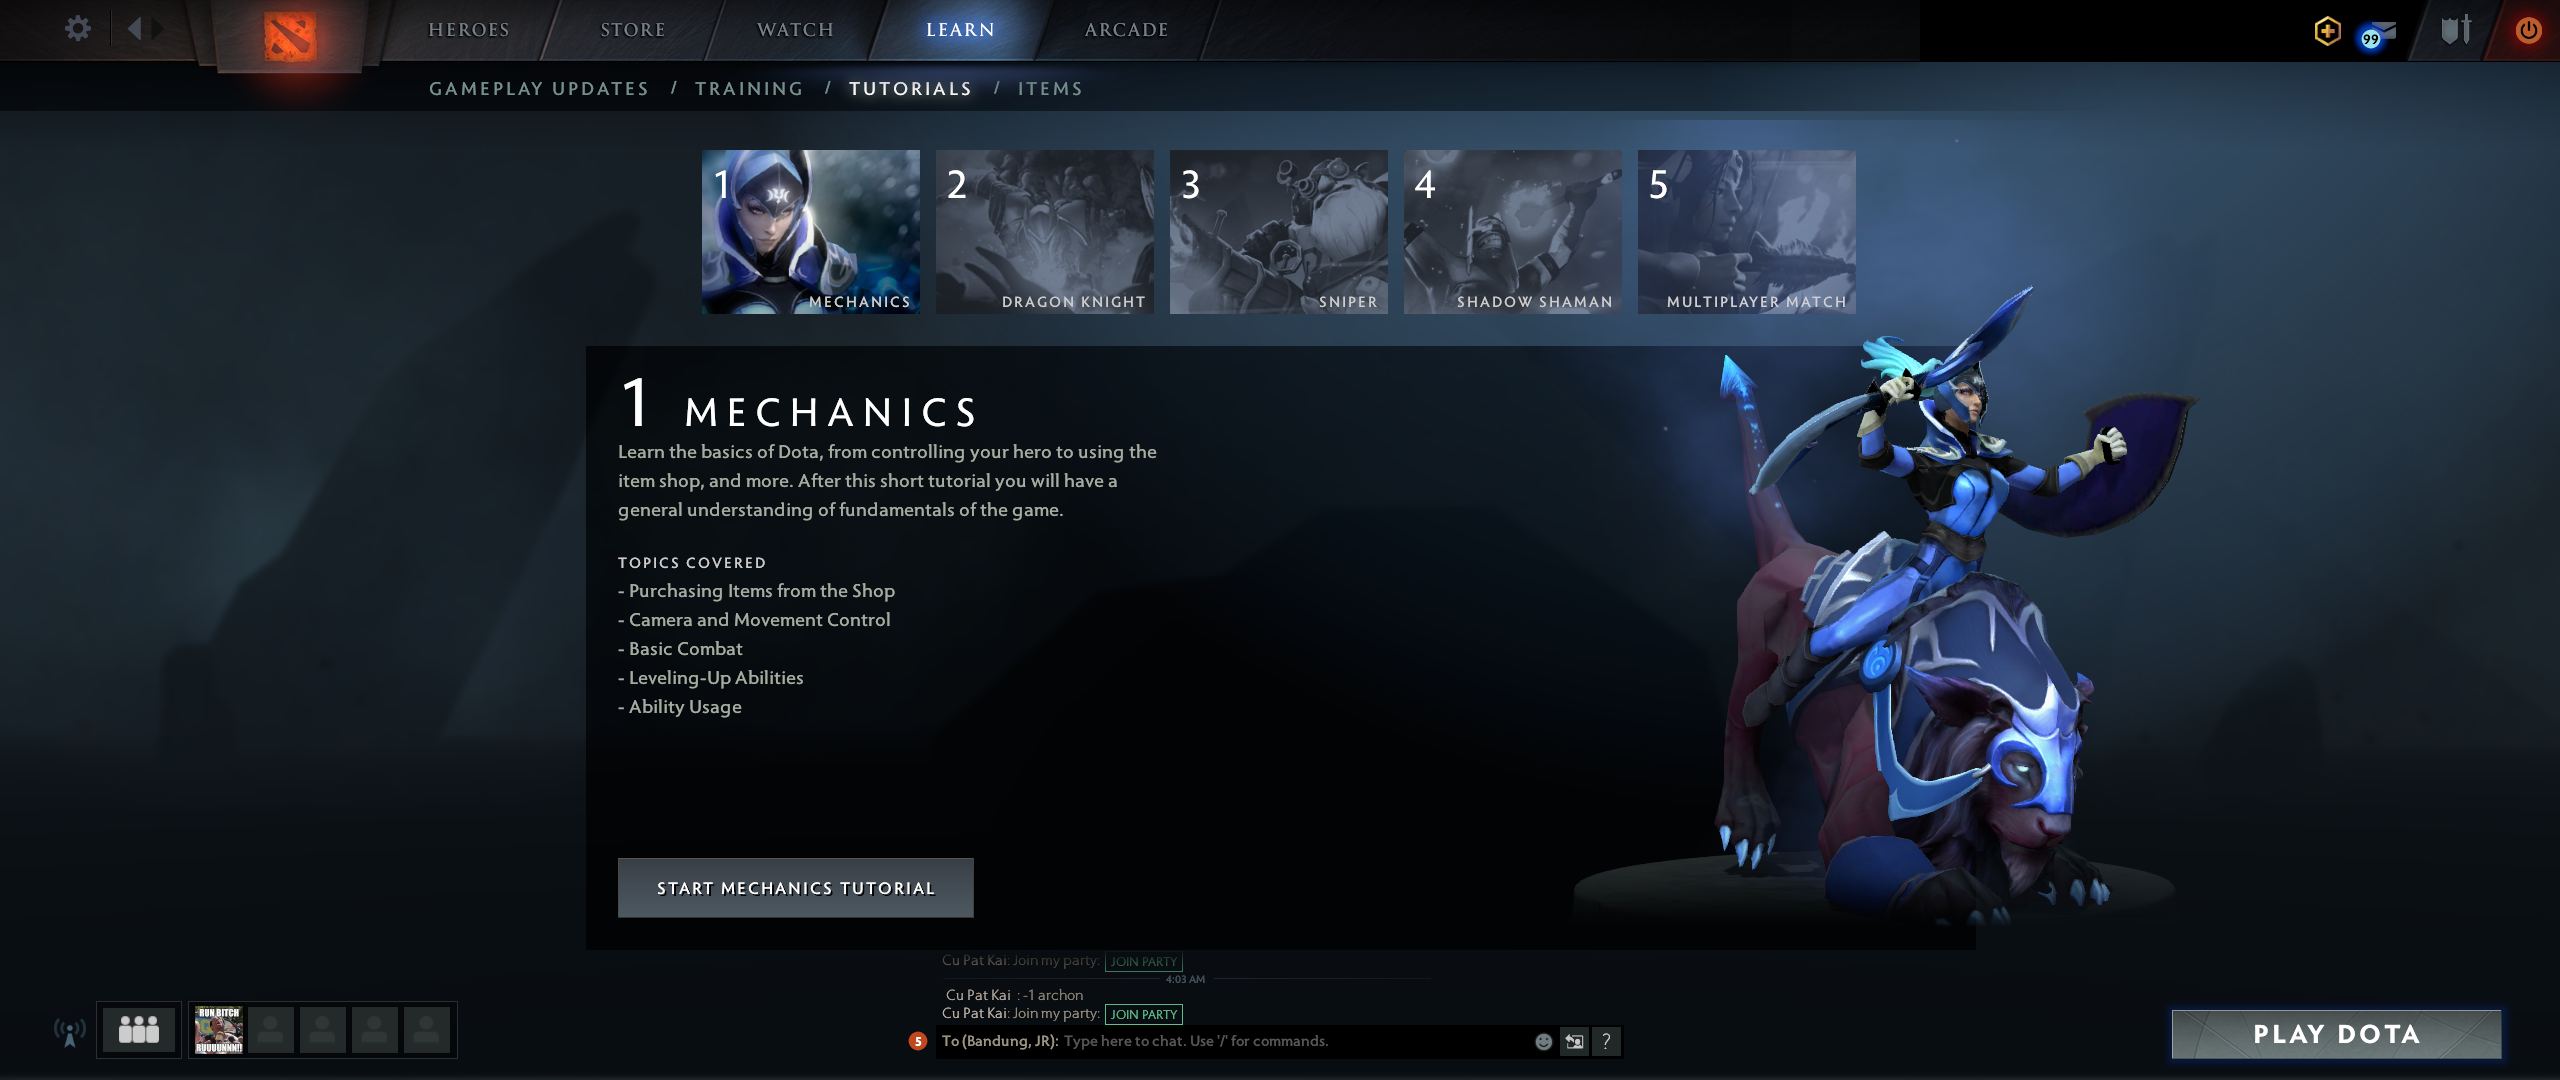 HEROES
STORE
WATCH
LEARN
ARCADE
99
GAMEPLAY UPDATES / TRAINING / TUTORIALS / ITEMS
1
MECHANICS
2
DRAGON KNIGHT
3
SNIPER
4
SHADOW SHAMAN
5
MULTIPLAYER MATCH
1 MECHANICS
Learn the basics of Dota, from controlling your hero to using the
item shop, and more. After this short tutorial you will have a
general understanding of fundamentals of the game.
TOPICS COVERED
- Purchasing Items from the Shop
- Camera and Movement Control
- Basic Combat
- Leveling-Up Abilities
- Ability Usage
START MECHANICS TUTORIAL
Cu Pat Kai: Join my party: JOIN PARTY
4:03 AM
Cu Pat Kai : -1 archon
Cu Pat Kai: Join my party: JOIN PARTY
5 To (Bandung, JR): Type here to chat. Use '/' for commands.
?
RUN BITCH
RUUUUNNN!!
PLAY DOTA